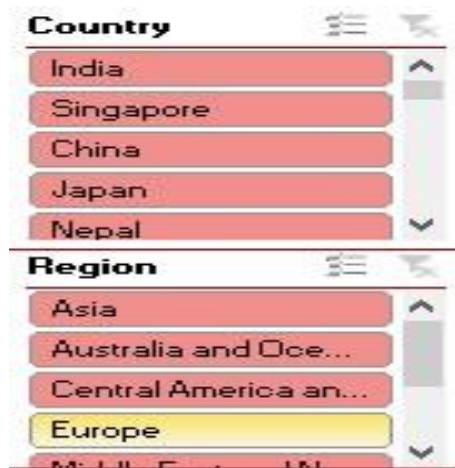 Country
India
Singapore
China
Japan
Nepal
Region
Asia
Australia and Oce...
Central America an...
Europe